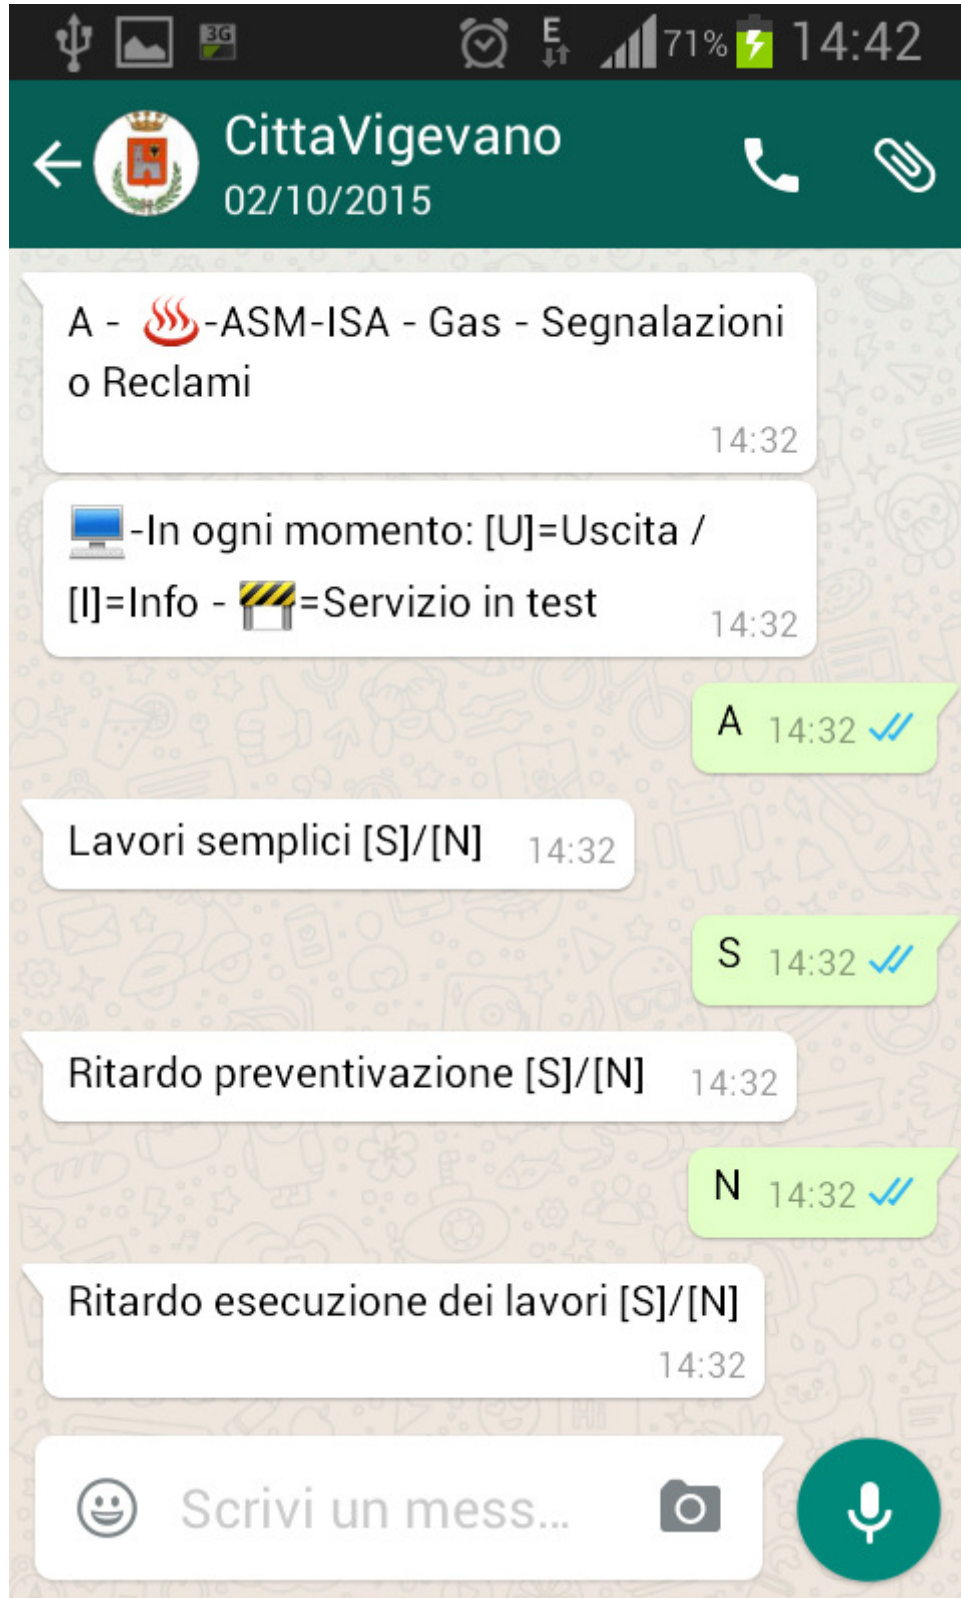 3G E 71% 14:42
CittaVigevano
02/10/2015
A - ♨-ASM-ISA - Gas - Segnalazioni
o Reclami
14:32
🖥-In ogni momento: [U]=Uscita /
[I]=Info - 🚧=Servizio in test
14:32
A 14:32
Lavori semplici [S]/[N] 14:32
S 14:32
Ritardo preventivazione [S]/[N] 14:32
N 14:32
Ritardo esecuzione dei lavori [S]/[N]
14:32
Scrivi un mess...